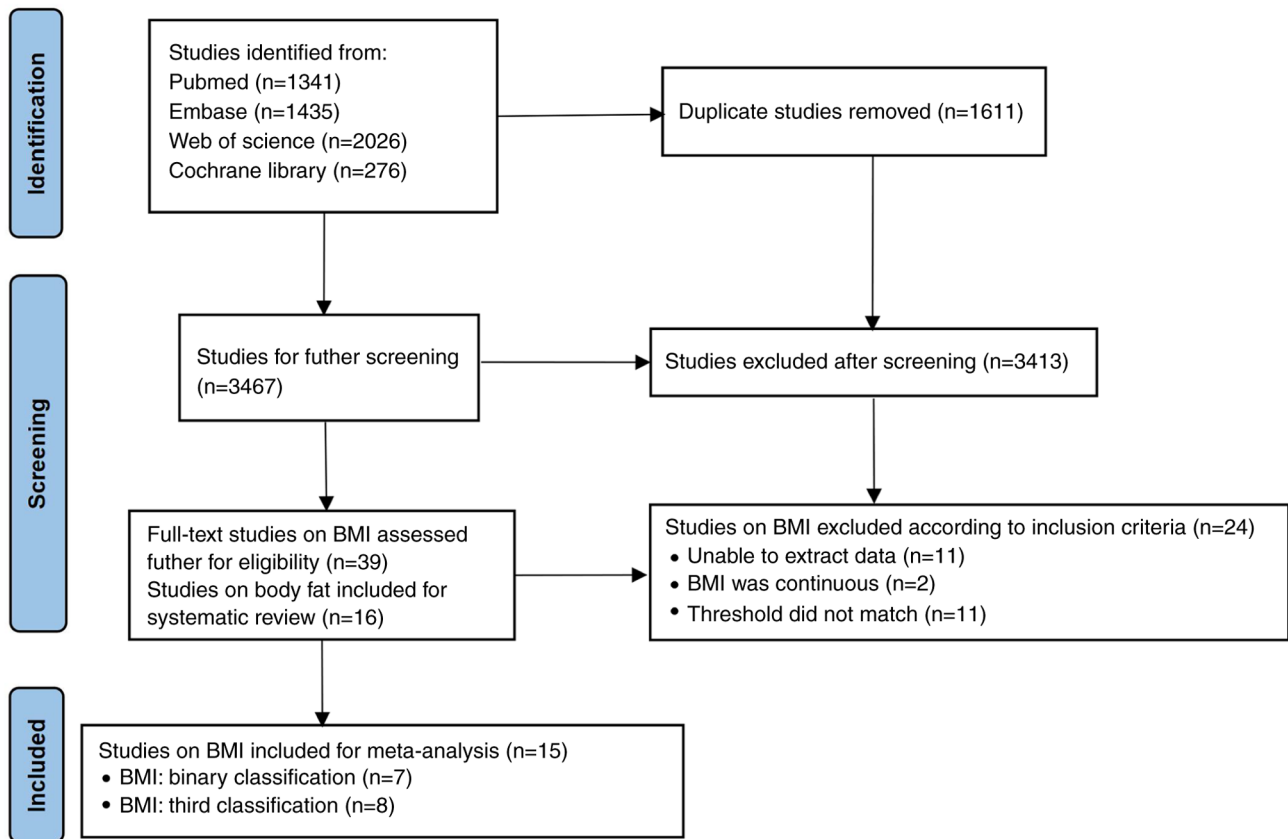 Identification
Studies identified from:
Pubmed (n=1341)
Embase (n=1435)
Web of science (n=2026)
Cochrane library (n=276)
Duplicate studies removed (n=1611)
Screening
Studies for futher screening
(n=3467)
Studies excluded after screening (n=3413)
Full-text studies on BMI assessed
futher for eligibility (n=39)
Studies on body fat included for
systematic review (n=16)
Studies on BMI excluded according to inclusion criteria (n=24)
• Unable to extract data (n=11)
• BMI was continuous (n=2)
• Threshold did not match (n=11)
Included
Studies on BMI included for meta-analysis (n=15)
• BMI: binary classification (n=7)
• BMI: third classification (n=8)